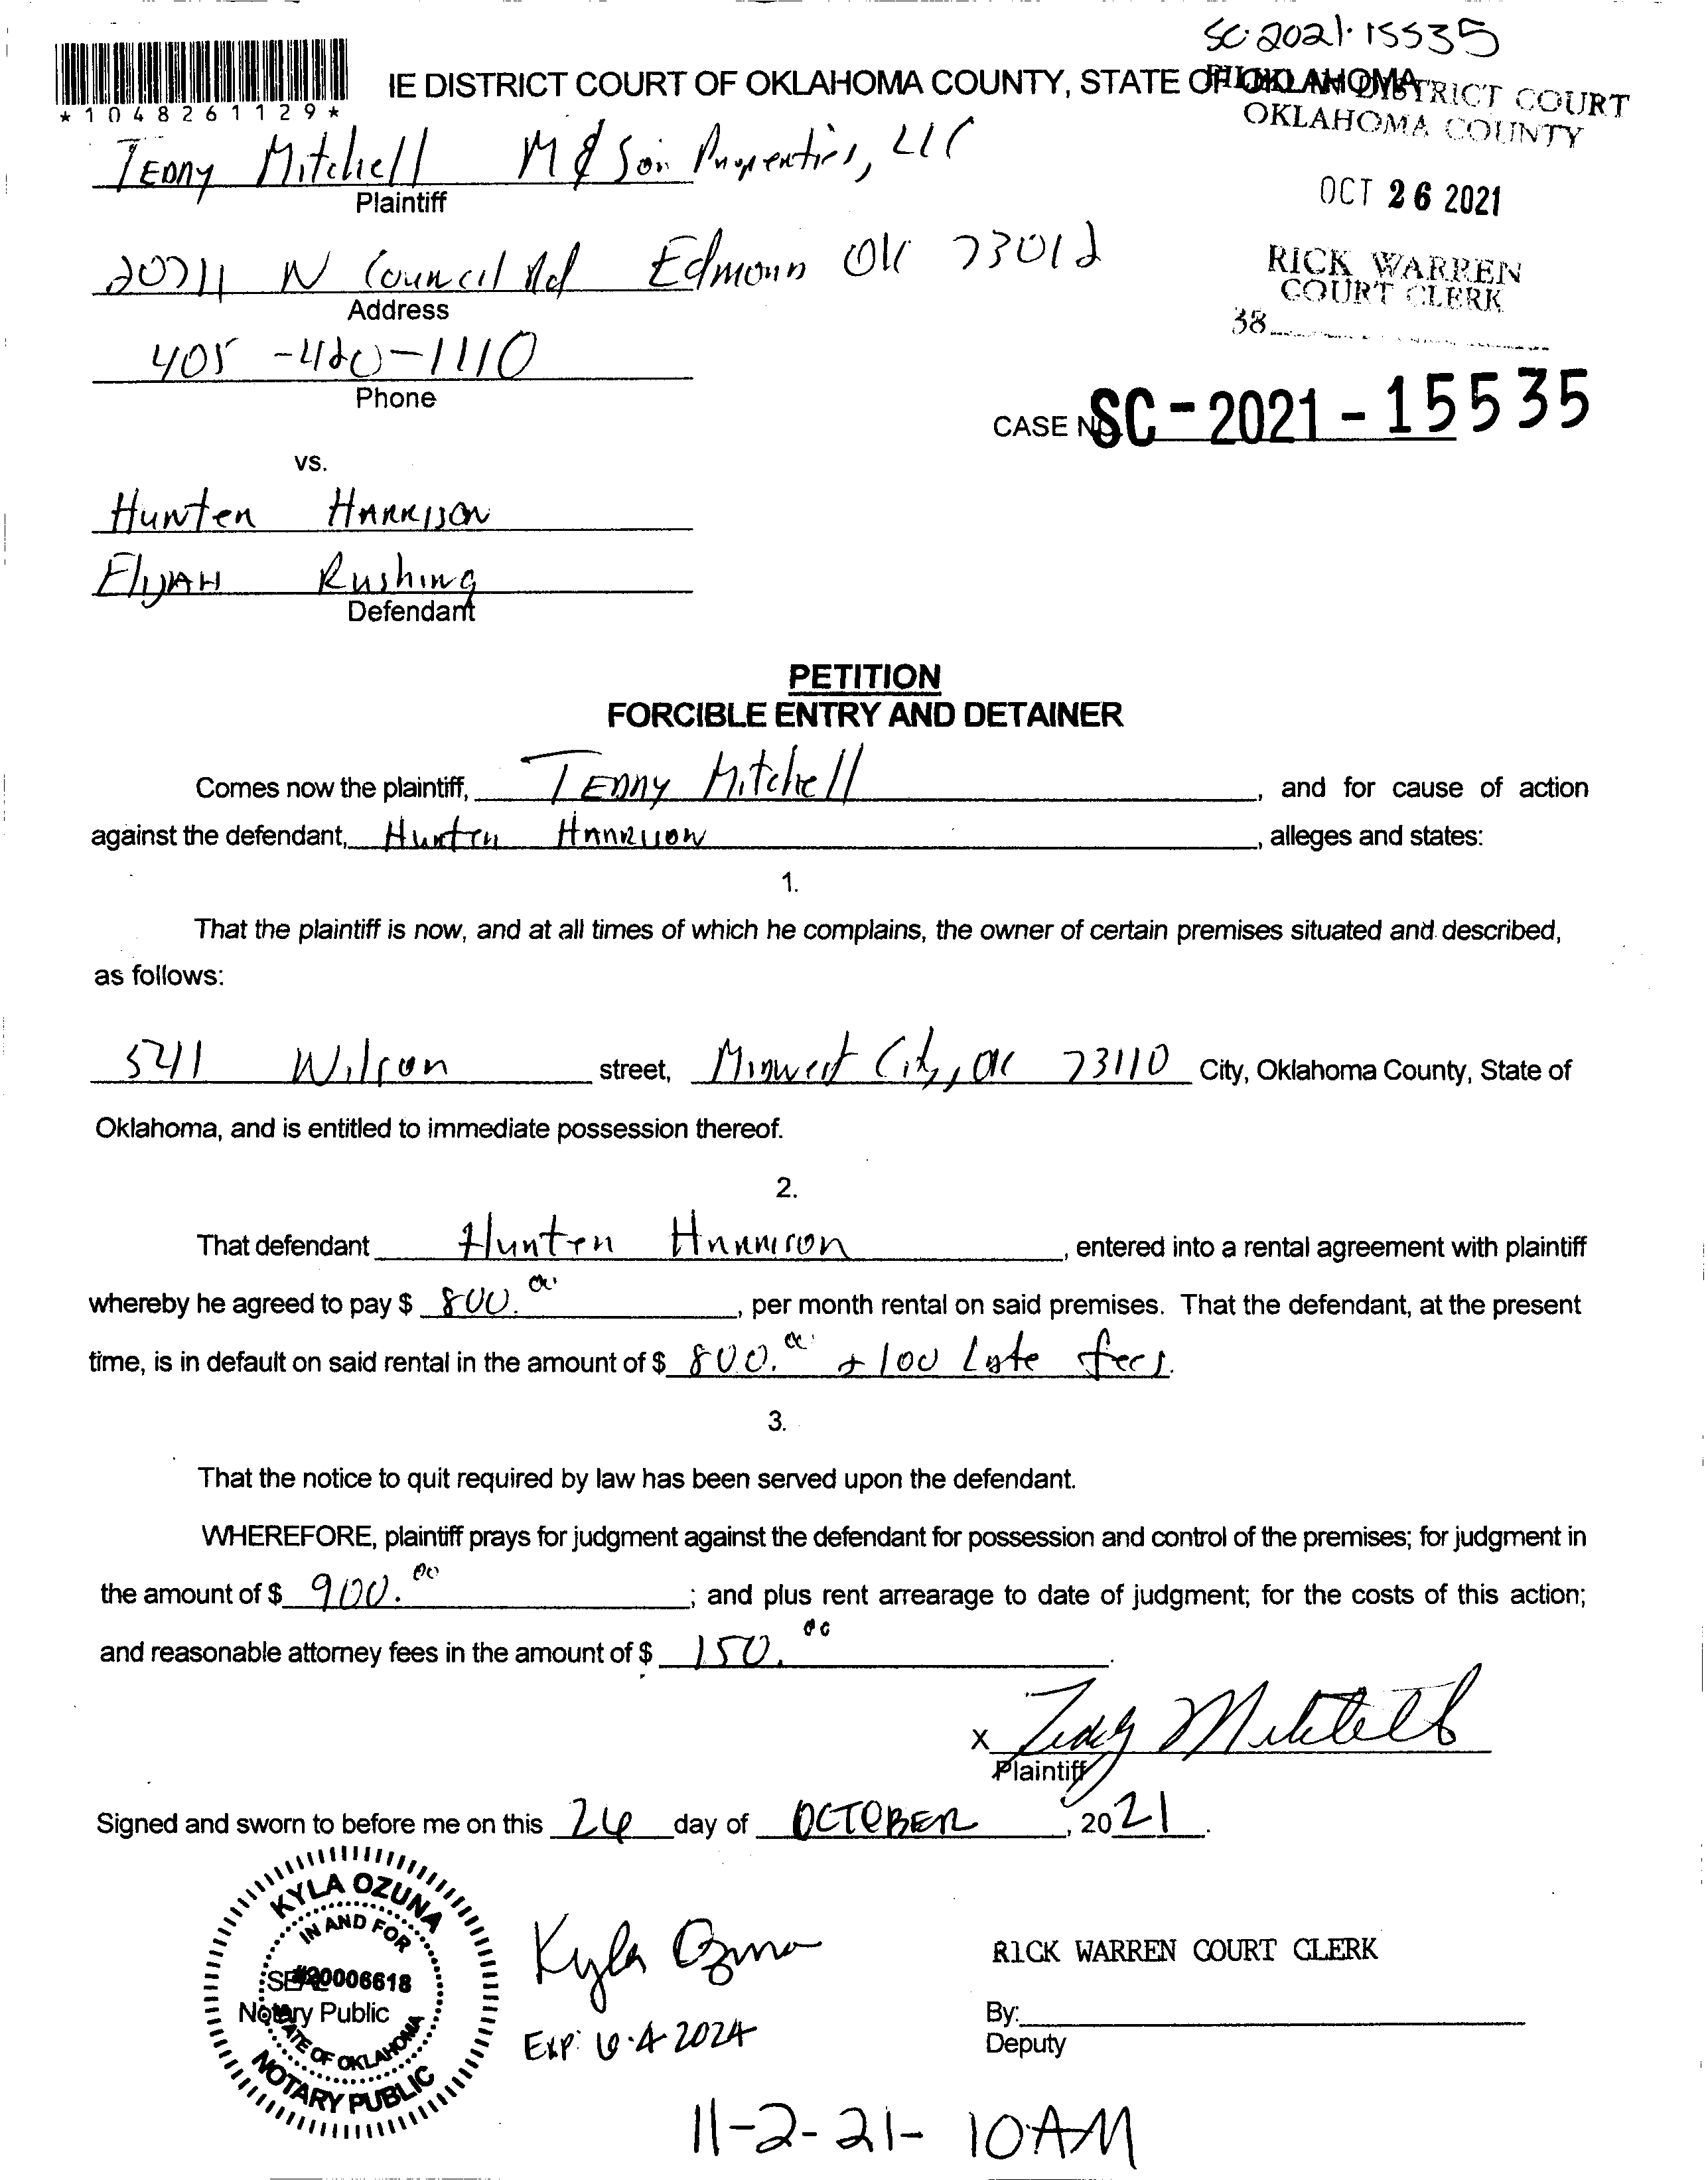 SC-2021-15535
*1048261129*
IE DISTRICT COURT OF OKLAHOMA COUNTY, STATE OF OKLAHOMA
FILED IN DISTRICT COURT
OKLAHOMA COUNTY
Mitchell M & Son Properties, LLC
Plaintiff
OCT 26 2021
20711 N Council Rd Edmond OK 73012
Address
RICK WARREN
COURT CLERK
38
405-420-1110
Phone
CASE NO. SC-2021-15535
vs.
Hunter Harrison
Elijah Rushing
Defendant
PETITION
FORCIBLE ENTRY AND DETAINER
Comes now the plaintiff, Mitchell, and for cause of action
against the defendant, Hunter Harrison, alleges and states:
1.
That the plaintiff is now, and at all times of which he complains, the owner of certain premises situated and described,
as follows:
541 Wilson street, Midwest City, OK 73110 City, Oklahoma County, State of
Oklahoma, and is entitled to immediate possession thereof.
2.
That defendant Hunter Harrison, entered into a rental agreement with plaintiff
whereby he agreed to pay $ 800.00, per month rental on said premises. That the defendant, at the present
time, is in default on said rental in the amount of $ 800.00 + 100 Late fees.
3.
That the notice to quit required by law has been served upon the defendant.
WHEREFORE, plaintiff prays for judgment against the defendant for possession and control of the premises; for judgment in
the amount of $ 900.00; and plus rent arrearage to date of judgment; for the costs of this action;
and reasonable attorney fees in the amount of $ 150.00.
X Mitchell
Plaintiff
Signed and sworn to before me on this 26 day of OCTOBER, 2021.
KYLA OZUNA
IN AND FOR
SEAL #20006618
Notary Public
STATE OF OKLAHOMA
NOTARY PUBLIC
Kyla Ozuna
Exp: 6-4-2024
RICK WARREN COURT CLERK
By:
Deputy
11-2-21- 10AM